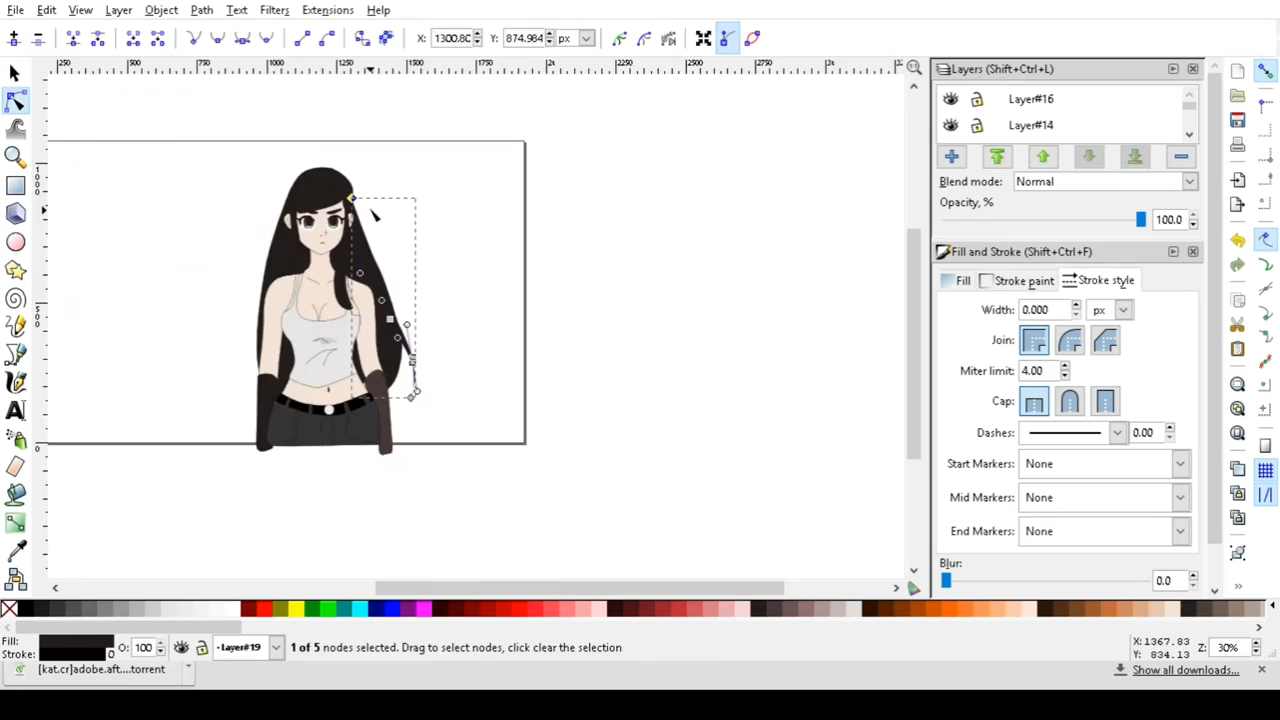 File Edit View Layer Object Path Text Filters Extensions Help
X: 1300.80 Y: 874.984 px
Layers (Shift+Ctrl+L)
Layer#16
Layer#14
Blend mode: Normal
Opacity, % 100.0
Fill and Stroke (Shift+Ctrl+F)
Fill Stroke paint Stroke style
Width: 0.000 px
Join:
Miter limit: 4.00
Cap:
Dashes: 0.00
Start Markers: None
Mid Markers: None
End Markers: None
Blur:
0.0
Fill:
Stroke: 0
O: 100
Layer#19
1 of 5 nodes selected. Drag to select nodes, click clear the selection
X: 1367.83
Y: 834.13
Z: 30%
[kat.cr]adobe.aft....torrent
Show all downloads...